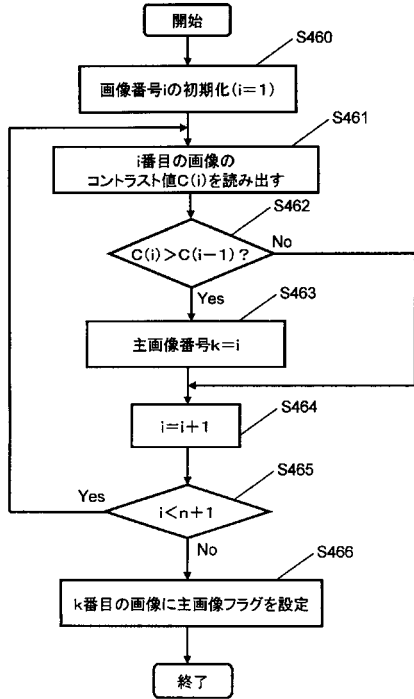 開始
S460
画像番号iの初期化(i=1)
S461
i番目の画像の
コントラスト値C(i)を読み出す
S462
C(i)>C(i-1)?
No
Yes
S463
主画像番号k=i
S464
i=i+1
S465
Yes
i<n+1
No
S466
k番目の画像に主画像フラグを設定
終了